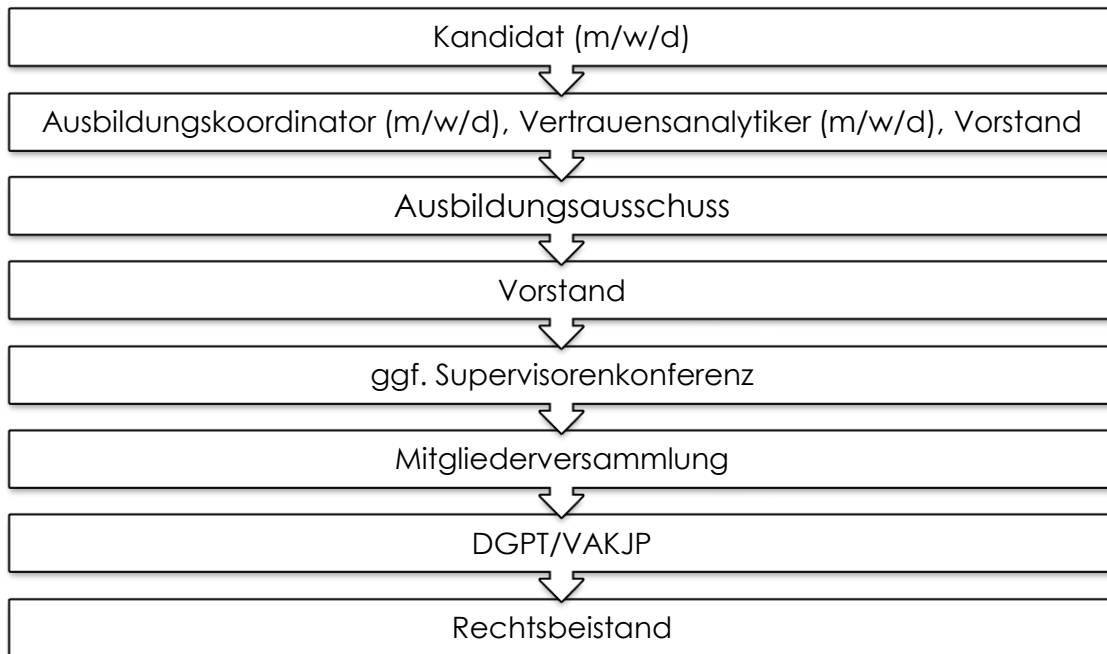 Kandidat (m/w/d)
Ausbildungskoordinator (m/w/d), Vertrauensanalytiker (m/w/d), Vorstand
Ausbildungsausschuss
Vorstand
ggf. Supervisorenkonferenz
Mitgliederversammlung
DGPT/VAKJP
Rechtsbeistand